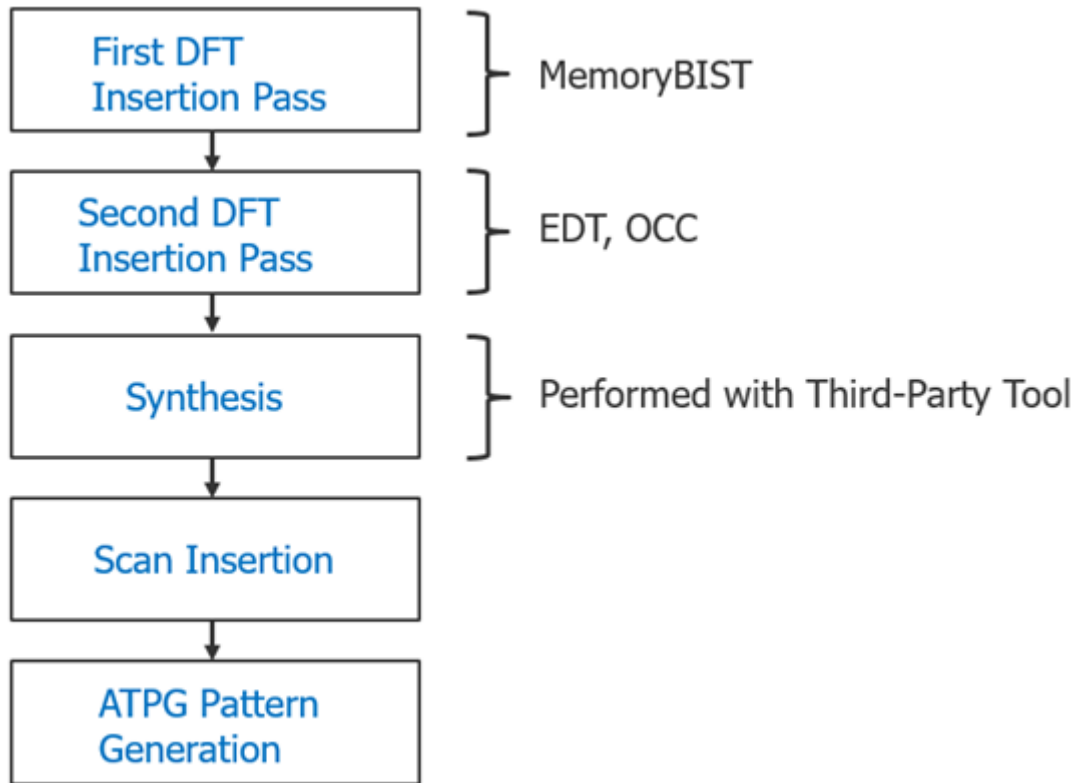 First DFT
Insertion Pass
MemoryBIST
Second DFT
Insertion Pass
EDT, OCC
Synthesis
Performed with Third-Party Tool
Scan Insertion
ATPG Pattern
Generation